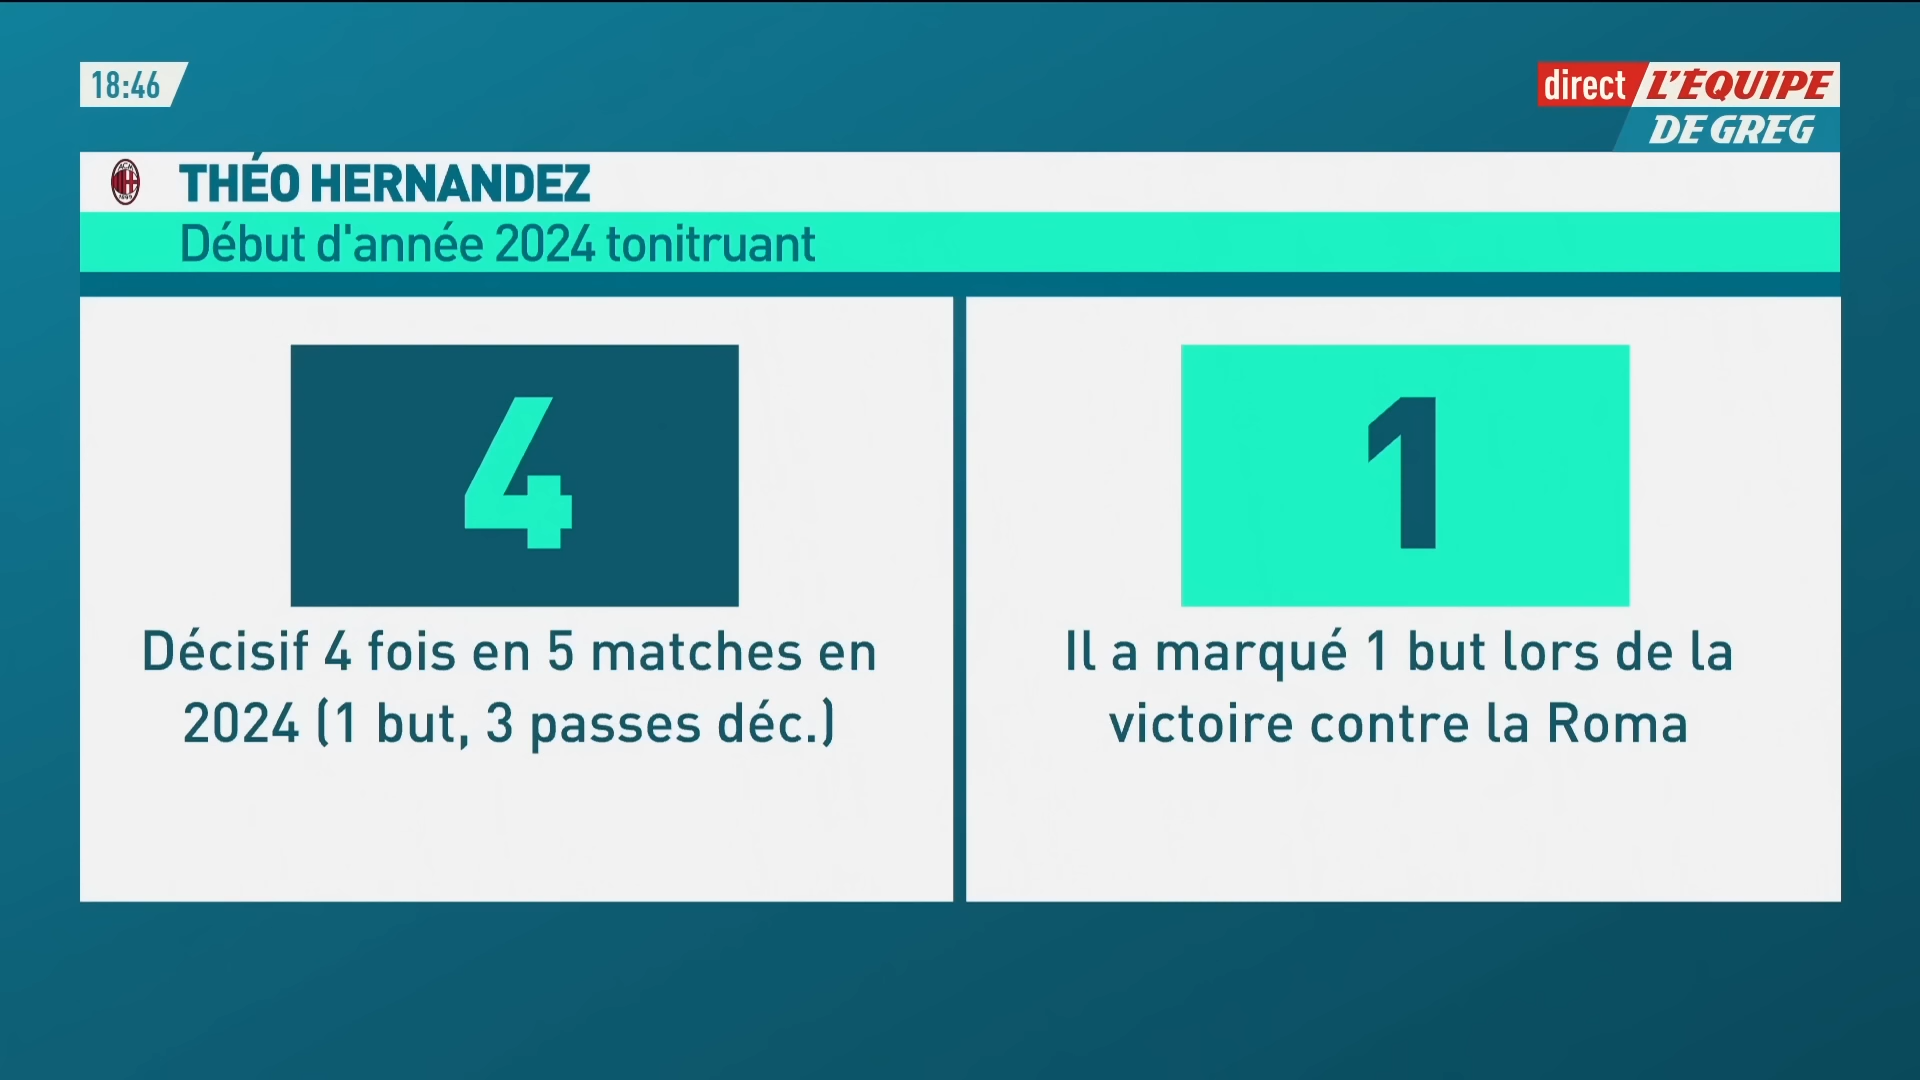 18:46
direct L'ÉQUIPE
DE GREG
THÉO HERNANDEZ
Début d'année 2024 tonitruant
4
Décisif 4 fois en 5 matches en
2024 (1 but, 3 passes déc.)
1
Il a marqué 1 but lors de la
victoire contre la Roma